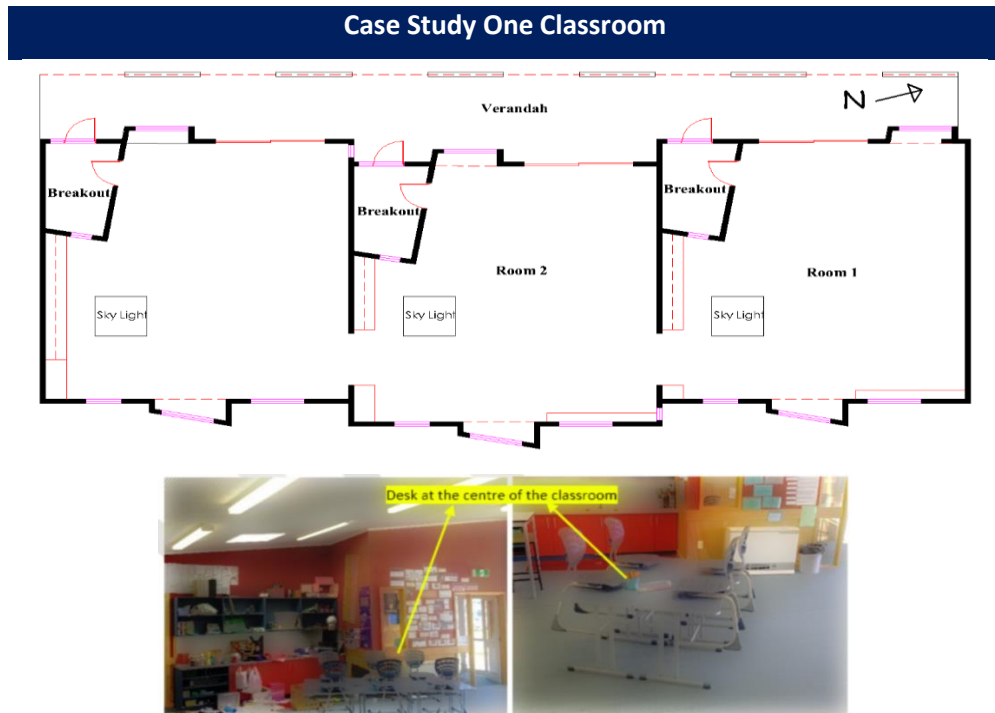 Case Study One Classroom
N
Verandah
Breakout
Breakout
Breakout
Room 2
Room 1
Sky Light
Sky Light
Sky Light
Desk at the centre of the classroom